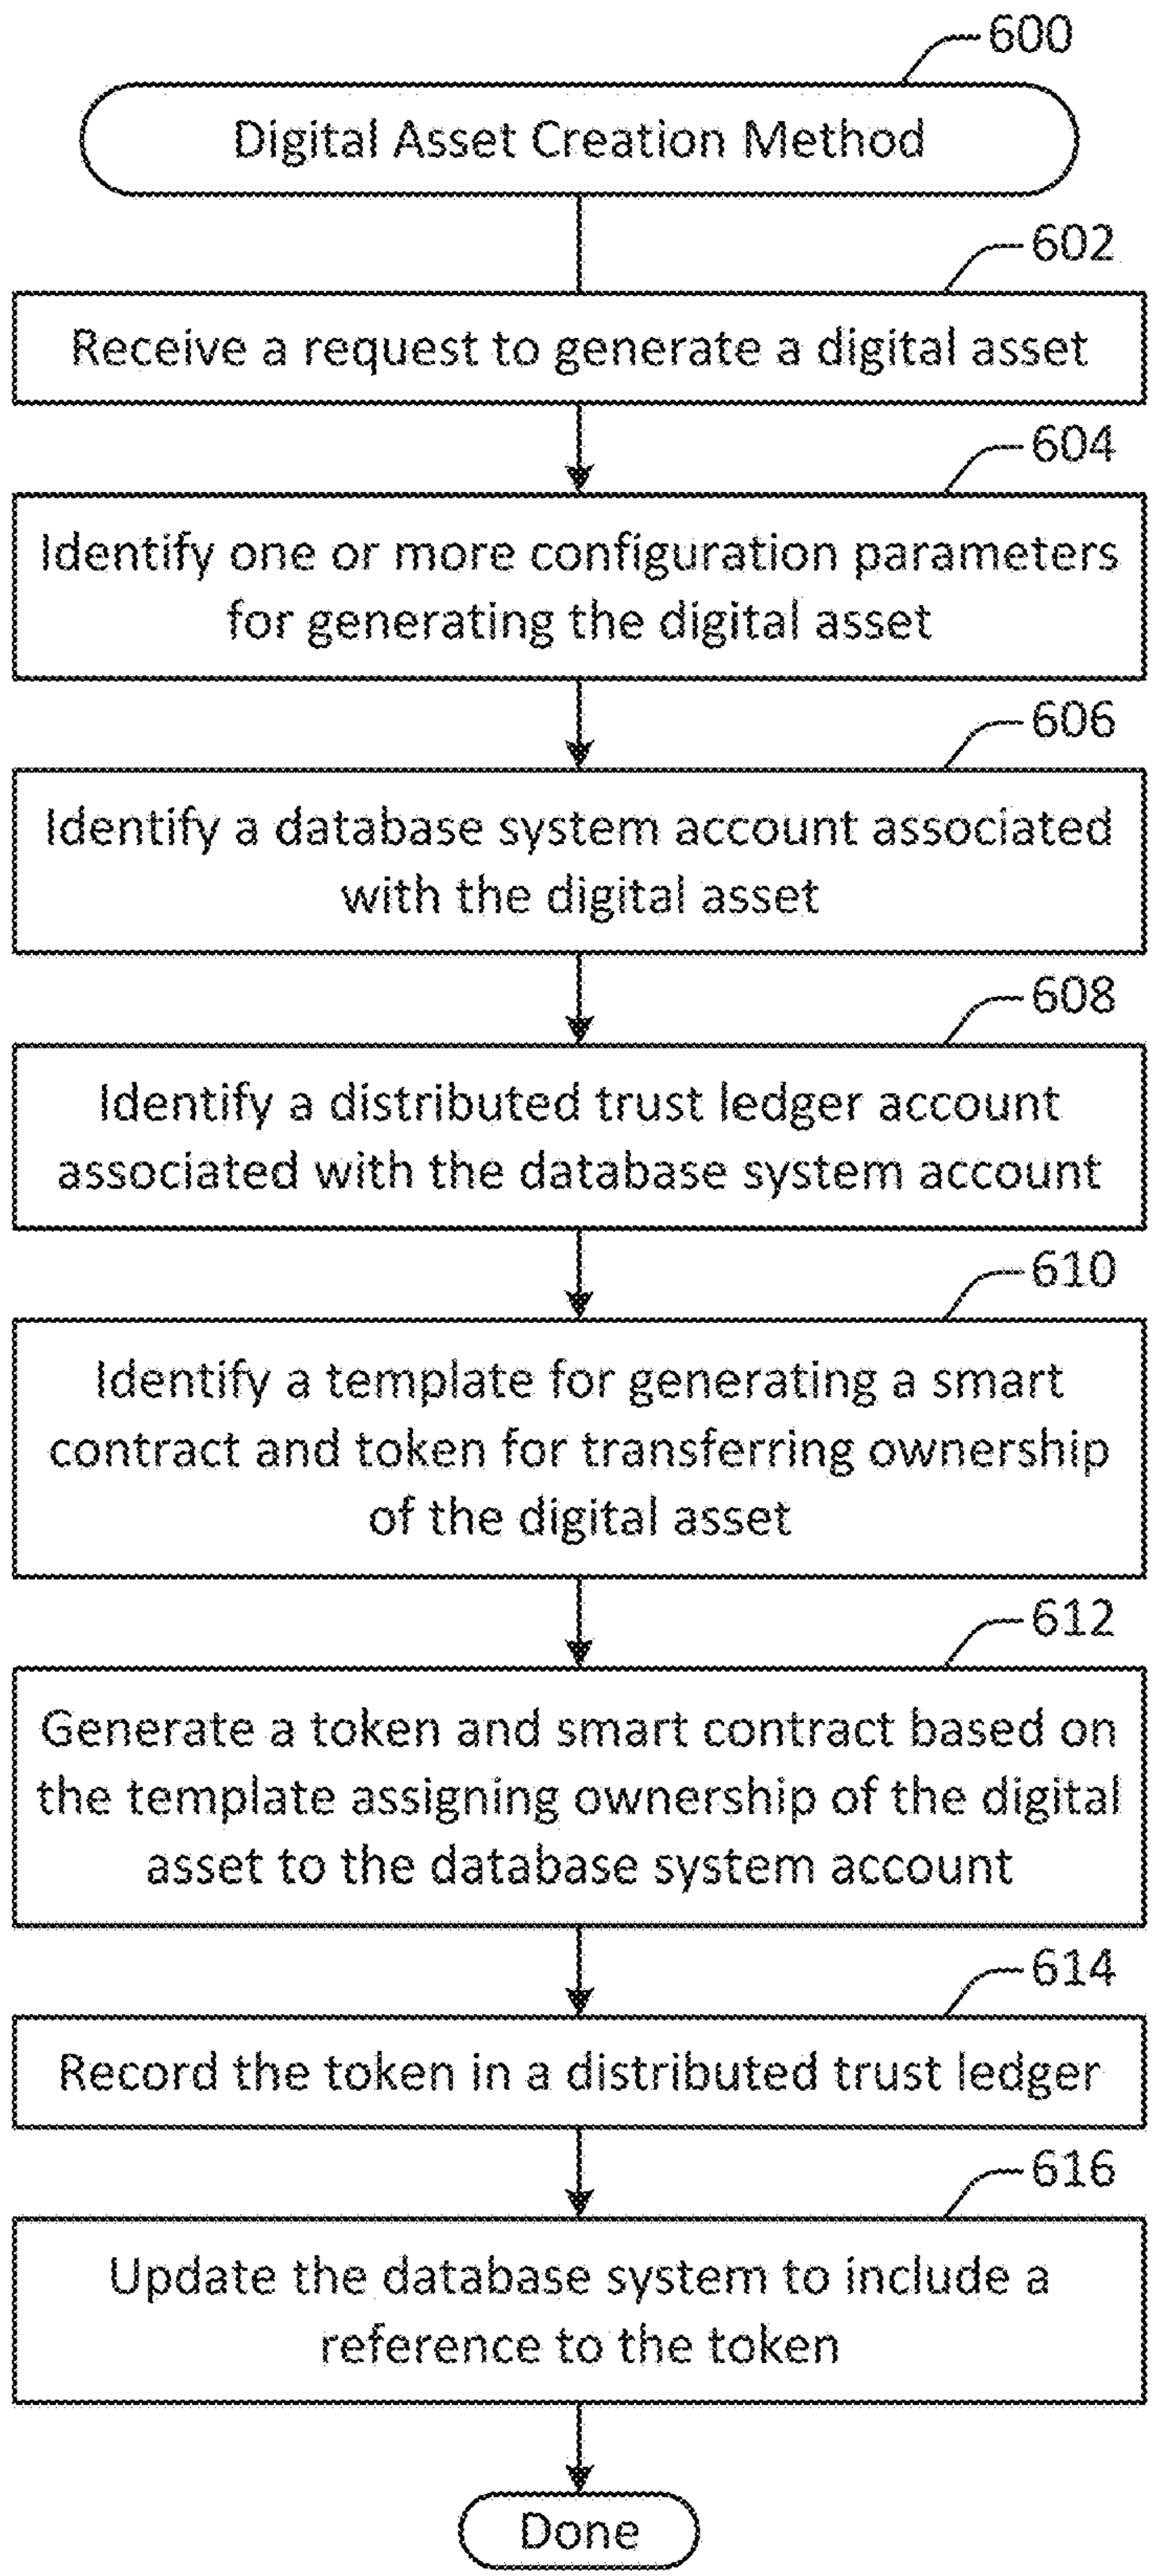 600
Digital Asset Creation Method
602
Receive a request to generate a digital asset
604
Identify one or more configuration parameters
for generating the digital asset
606
Identify a database system account associated
with the digital asset
608
Identify a distributed trust ledger account
associated with the database system account
610
Identify a template for generating a smart
contract and token for transferring ownership
of the digital asset
612
Generate a token and smart contract based on
the template assigning ownership of the digital
asset to the database system account
614
Record the token in a distributed trust ledger
616
Update the database system to include a
reference to the token
Done